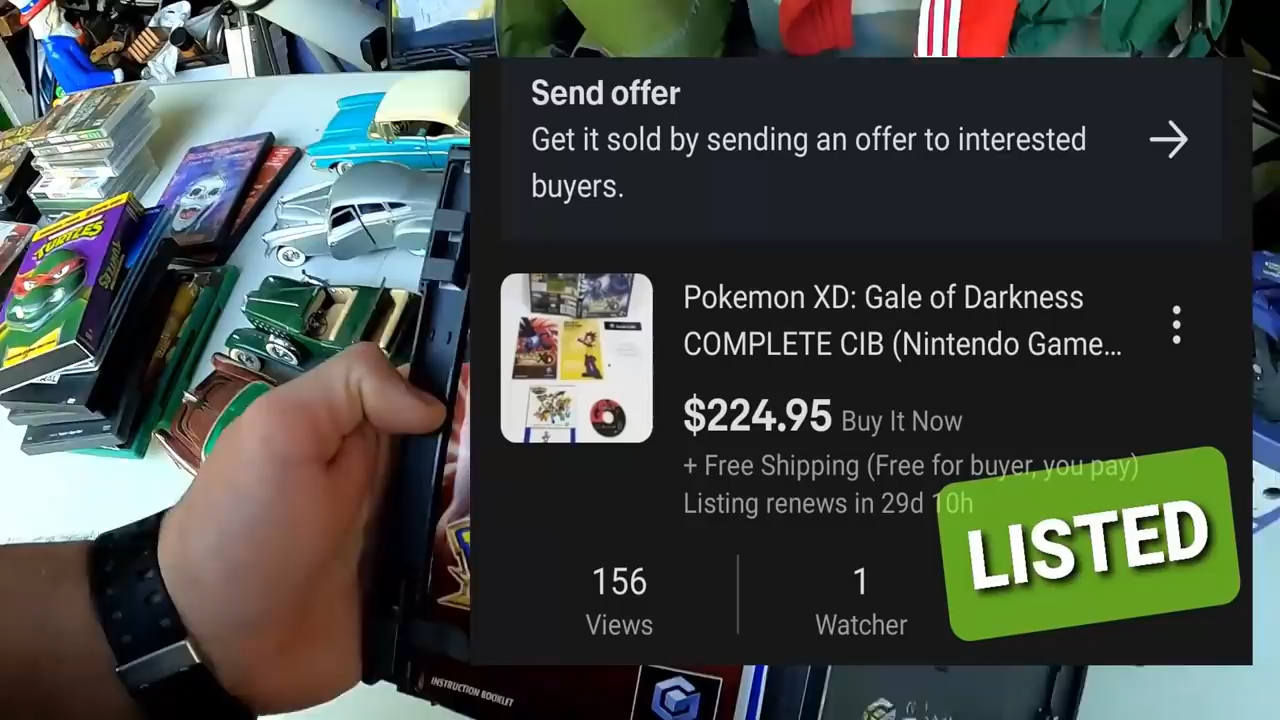 Send offer
Get it sold by sending an offer to interested
buyers.
Pokemon XD: Gale of Darkness
COMPLETE CIB (Nintendo Game...
$224.95 Buy It Now
+ Free Shipping (Free for buyer, you pay)
Listing renews in 29d 10h
LISTED
156
Views
1
Watcher
TURTLES
INSTRUCTION BOOKLET